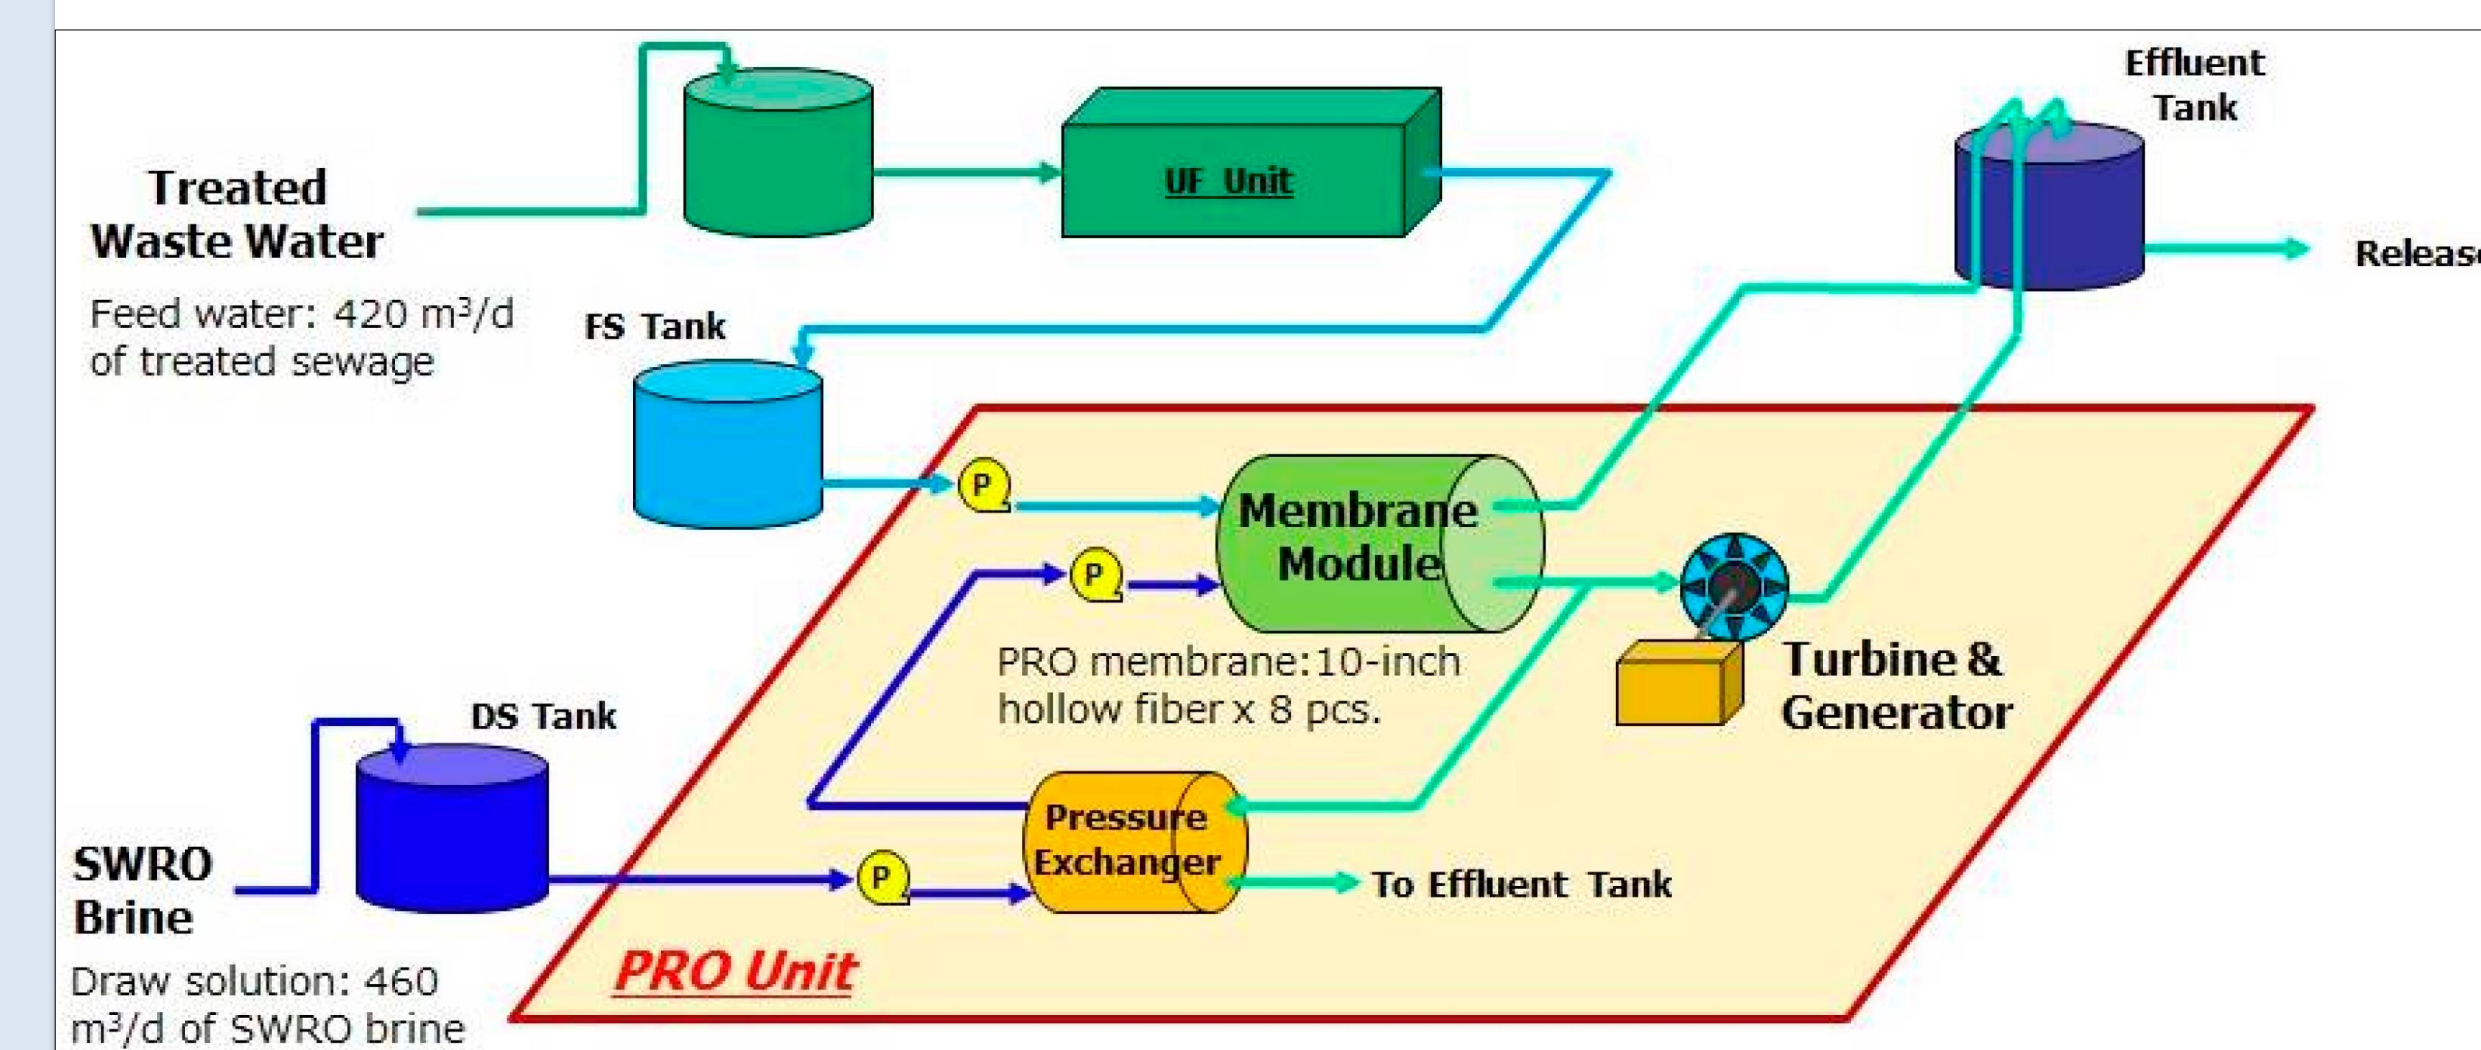 Effluent
Tank
Treated
Waste Water
UF Unit
Feed water: 420 m³/d
of treated sewage
FS Tank
P
Membrane
Module
P
PRO membrane:10-inch
hollow fiber x 8 pcs.
Turbine &
Generator
DS Tank
SWRO
Brine
Pressure
Exchanger
P
To Effluent Tank
PRO Unit
Draw solution: 460
m³/d of SWRO brine